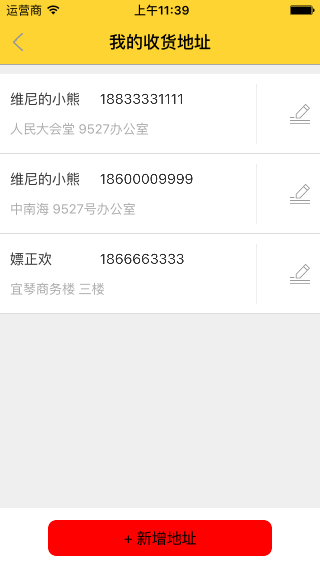 运营商 上午11:39
我的收货地址
维尼的小熊 18833331111
人民大会堂 9527办公室
维尼的小熊 18600009999
中南海 9527号办公室
嫖正欢 1866663333
宜琴商务楼 三楼
+ 新增地址